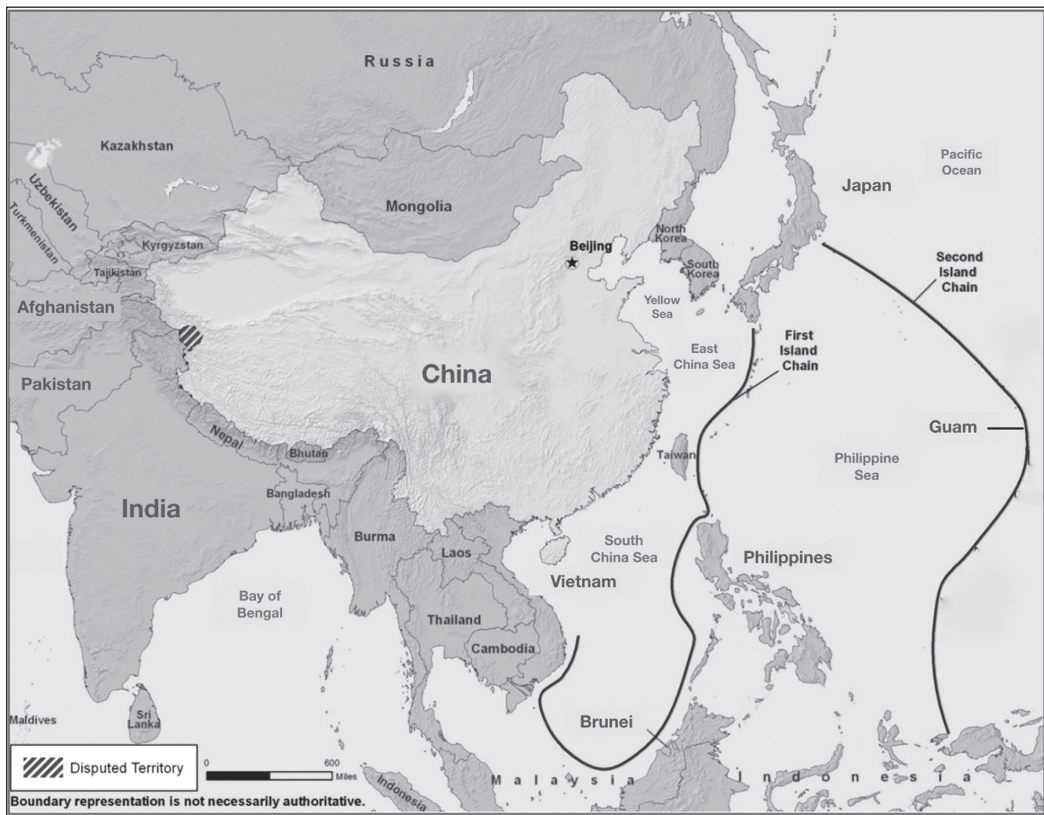 Russia
Kazakhstan
Uzbekistan
Turkmenistan
Mongolia
Pacific
Ocean
Japan
Kyrgyzstan
Tajikistan
Beijing
North
Korea
South
Korea
Second
Island
Chain
Afghanistan
Yellow
Sea
First
Island
Chain
East
China Sea
Pakistan
China
Nepal
Bhutan
Taiwan
Guam
Philippine
Sea
India
Bangladesh
Burma
Laos
South
China Sea
Vietnam
Philippines
Bay of
Bengal
Thailand
Cambodia
Maldives
Sri
Lanka
Brunei
Disputed Territory
0
600
Miles
Malaysia
Indonesia
Indonesia
Boundary representation is not necessarily authoritative.